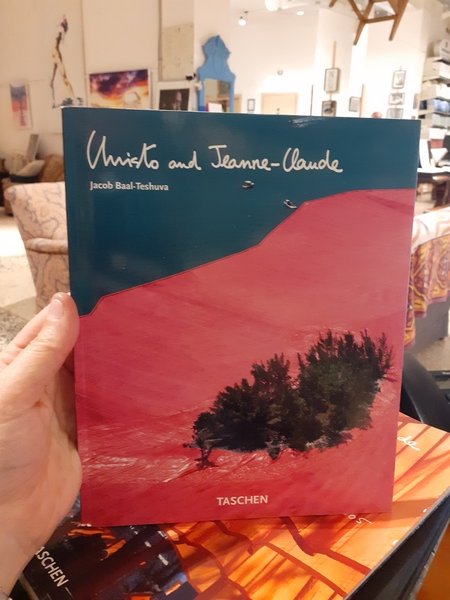 Christo and Jeanne-Claude
Jacob Baal-Teshuva
TASCHEN
TASCHEN